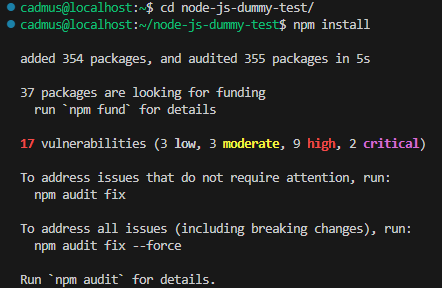 cadmus@localhost:~$ cd node-js-dummy-test/
cadmus@localhost:~/node-js-dummy-test$ npm install
added 354 packages, and audited 355 packages in 5s
37 packages are looking for funding
run `npm fund` for details
17 vulnerabilities (3 low, 3 moderate, 9 high, 2 critical)
To address issues that do not require attention, run:
npm audit fix
To address all issues (including breaking changes), run:
npm audit fix --force
Run `npm audit` for details.